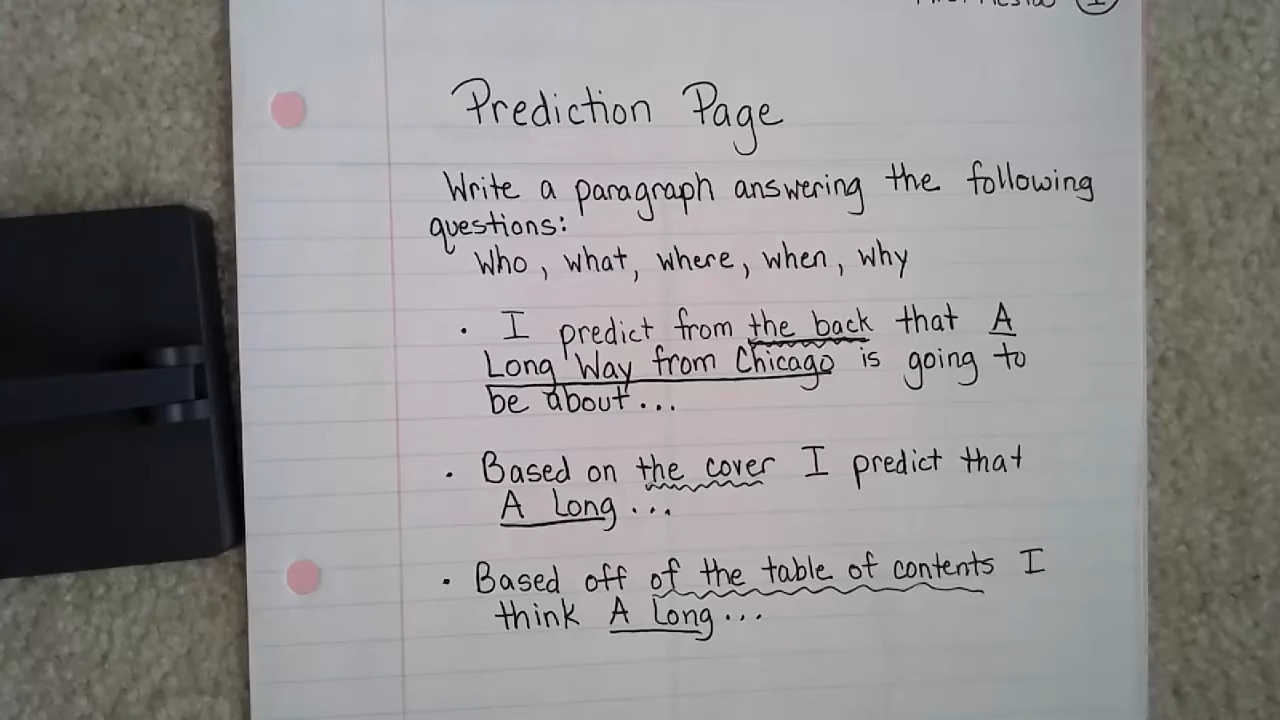 Prediction Page
Write a paragraph answering the following
questions:
Who, what, where, when, why
• I predict from the back that A
Long Way from Chicago is going to
be about...
• Based on the cover I predict that
A Long...
• Based off of the table of contents I
think A Long...